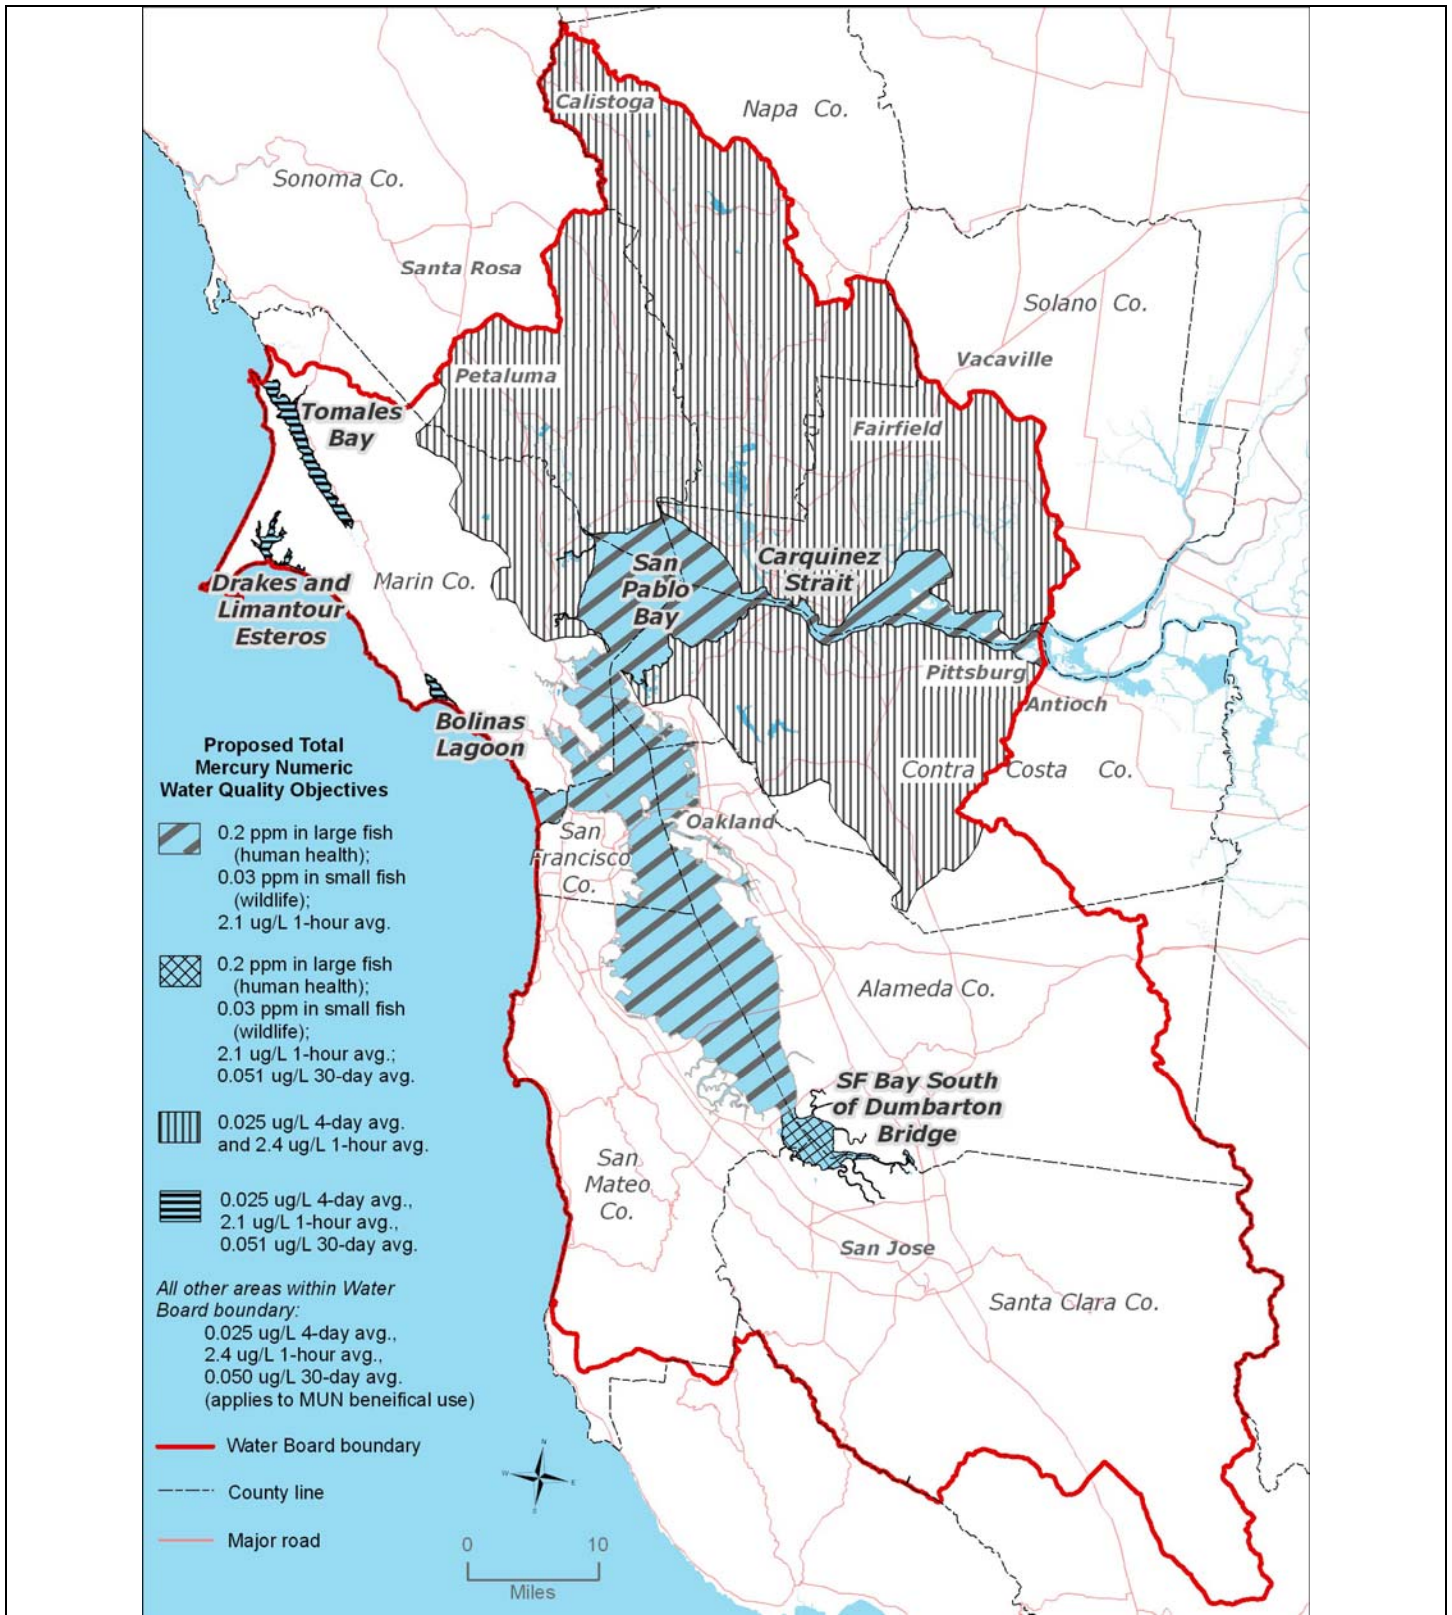 Calistoga
Napa Co.
Sonoma Co.
Santa Rosa
Solano Co.
Vacaville
Petaluma
Tomales
Bay
Fairfield
San
Pablo
Bay
Carquinez
Strait
Drakes and
Limantour
Esteros
Marin Co.
Pittsburg
Antioch
Bolinas
Lagoon
Contra Costa Co.
Oakland
San
Francisco
Co.
Alameda Co.
SF Bay South
of Dumbarton
Bridge
San
Mateo
Co.
San Jose
Santa Clara Co.
Proposed Total
Mercury Numeric
Water Quality Objectives
0.2 ppm in large fish
(human health);
0.03 ppm in small fish
(wildlife);
2.1 ug/L 1-hour avg.
0.2 ppm in large fish
(human health);
0.03 ppm in small fish
(wildlife);
2.1 ug/L 1-hour avg.;
0.051 ug/L 30-day avg.
0.025 ug/L 4-day avg.
and 2.4 ug/L 1-hour avg.
0.025 ug/L 4-day avg.,
2.1 ug/L 1-hour avg.,
0.051 ug/L 30-day avg.
All other areas within Water
Board boundary:
0.025 ug/L 4-day avg.,
2.4 ug/L 1-hour avg.,
0.050 ug/L 30-day avg.
(applies to MUN beneifical use)
Water Board boundary
County line
Major road
N
W
E
S
0 10
Miles